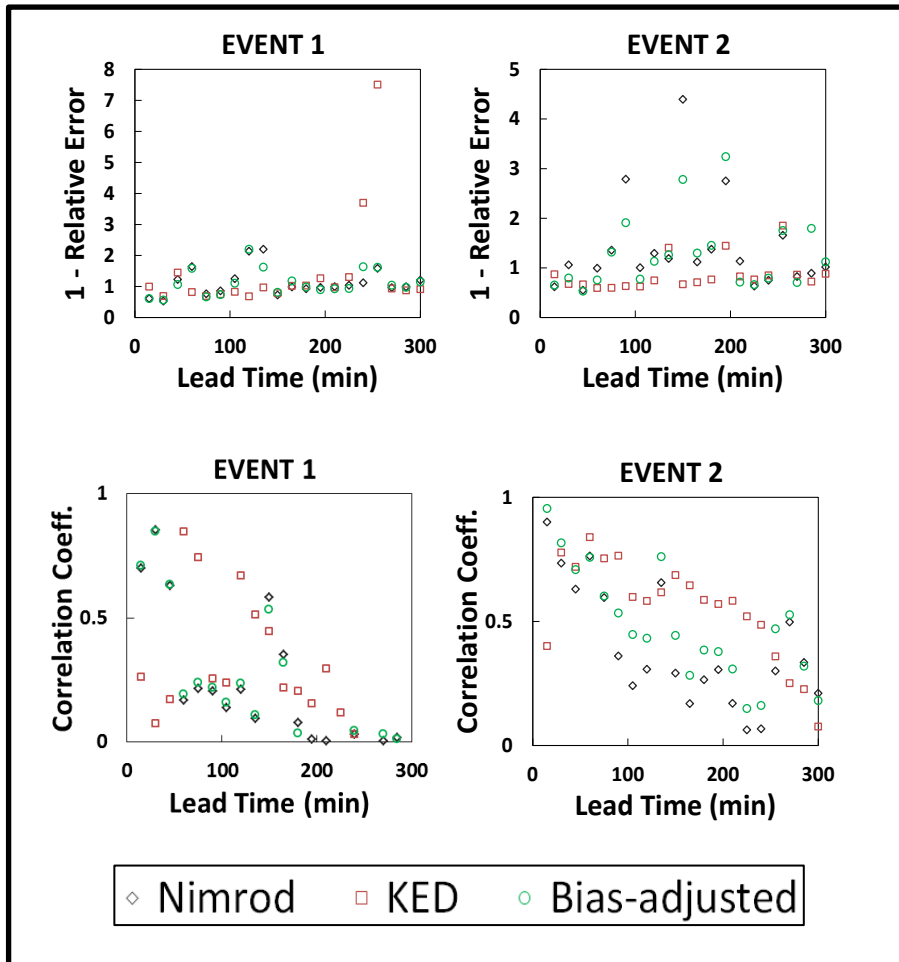 EVENT 1
EVENT 2
1 - Relative Error
8
7
6
5
4
3
2
1
0
0
100
200
300
Lead Time (min)
1 - Relative Error
5
4
3
2
1
0
0
100
200
300
Lead Time (min)
EVENT 1
EVENT 2
Correlation Coeff.
1
0.5
0
0
100
200
300
Lead Time (min)
Correlation Coeff.
1
0.5
0
0
100
200
300
Lead Time (min)
Nimrod
KED
Bias-adjusted